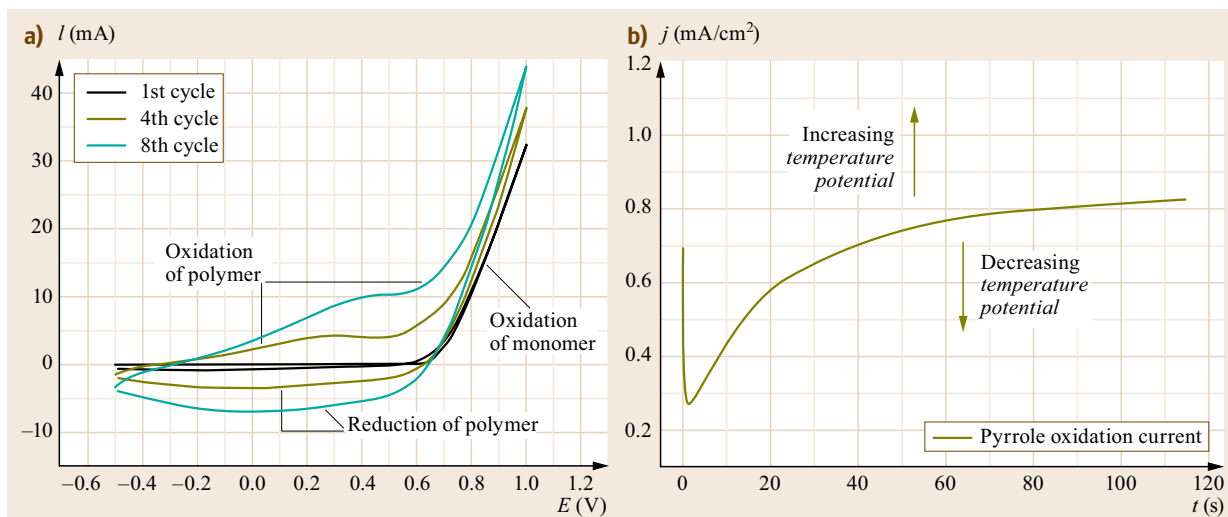 a) I (mA)
1st cycle
4th cycle
8th cycle
40
30
20
10
0
–10
Oxidation
of polymer
Oxidation
of monomer
Reduction of polymer
–0.6 –0.4 –0.2 0.0 0.2 0.4 0.6 0.8 1.0 1.2
E (V)
b) j (mA/cm²)
1.2
1.0
0.8
0.6
0.4
0.2
Increasing
temperature
potential
Decreasing
temperature
potential
Pyrrole oxidation current
0 20 40 60 80 100 120
t (s)